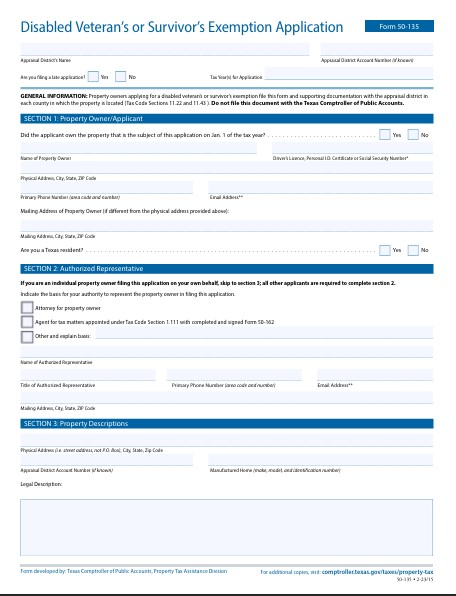 Disabled Veteran's or Survivor's Exemption Application
Form 50-135
Appraisal District's Name
Appraisal District Account Number (if known)
Are you filing a late application? Yes No
Tax Year(s) for Application
GENERAL INFORMATION: Property owners applying for a disabled veteran's or survivor's exemption file this form and supporting documentation with the appraisal district in
each county in which the property is located (Tax Code Sections 11.22 and 11.43 ). Do not file this document with the Texas Comptroller of Public Accounts.
SECTION 1: Property Owner/Applicant
Did the applicant own the property that is the subject of this application on Jan. 1 of the tax year? Yes No
Name of Property Owner
Driver's Licence, Personal I.D. Certificate or Social Security Number*
Physical Address, City, State, ZIP Code
Primary Phone Number (area code and number)
Email Address**
Mailing Address of Property Owner (if different from the physical address provided above):
Mailing Address, City, State, ZIP Code
Are you a Texas resident? Yes No
SECTION 2: Authorized Representative
If you are an individual property owner filing this application on your own behalf, skip to section 3; all other applicants are required to complete section 2.
Indicate the basis for your authority to represent the property owner in filing this application.
Attorney for property owner
Agent for tax matters appointed under Tax Code Section 1.111 with completed and signed Form 50-162
Other and explain basis:
Name of Authorized Representative
Title of Authorized Representative
Primary Phone Number (area code and number)
Email Address**
Mailing Address, City, State, ZIP Code
SECTION 3: Property Descriptions
Physical Address (i.e. street address, not P.O. Box), City, State, Zip Code
Appraisal District Account Number (if known)
Manufactured Home (make, model, and identification number)
Legal Description:
Form developed by: Texas Comptroller of Public Accounts, Property Tax Assistance Division
For additional copies, visit: comptroller.texas.gov/taxes/property-tax
50-135 • 2-23/15